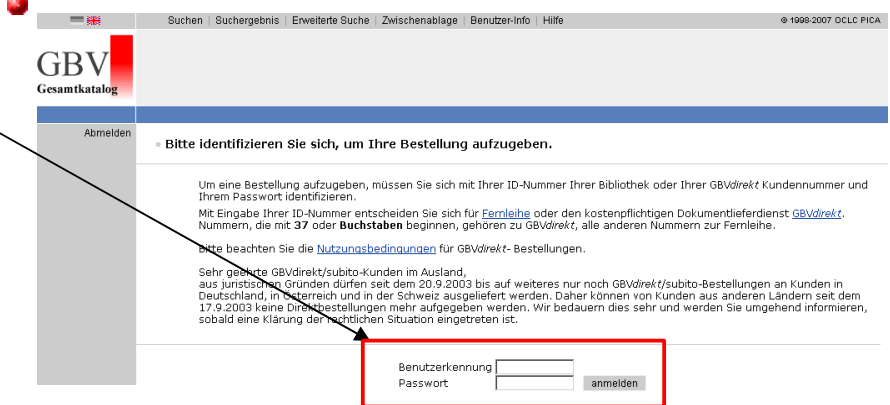 Suchen | Suchergebnis | Erweiterte Suche | Zwischenablage | Benutzer-Info | Hilfe
© 1998-2007 OCLC PICA
GBV
Gesamtkatalog
Abmelden
Bitte identifizieren Sie sich, um Ihre Bestellung aufzugeben.
Um eine Bestellung aufzugeben, müssen Sie sich mit Ihrer ID-Nummer Ihrer Bibliothek oder Ihrer GBVdirekt Kundennummer und
Ihrem Passwort identifizieren.
Mit Eingabe Ihrer ID-Nummer entscheiden Sie sich für Fernleihe oder den kostenpflichtigen Dokumentlieferdienst GBVdirekt.
Nummern, die mit 37 oder Buchstaben beginnen, gehören zu GBVdirekt, alle anderen Nummern zur Fernleihe.
Bitte beachten Sie die Nutzungsbedingungen für GBVdirekt- Bestellungen.
Sehr geehrte GBVdirekt/subito-Kunden im Ausland,
aus juristischen Gründen dürfen seit dem 20.9.2003 bis auf weiteres nur noch GBVdirekt/subito-Bestellungen an Kunden in
Deutschland, in Österreich und in der Schweiz ausgeliefert werden. Daher können von Kunden aus anderen Ländern seit dem
17.9.2003 keine Direktbestellungen mehr aufgegeben werden. Wir bedauern dies sehr und werden Sie umgehend informieren,
sobald eine Klärung der rechtlichen Situation eingetreten ist.
Benutzerkennung
Passwort anmelden